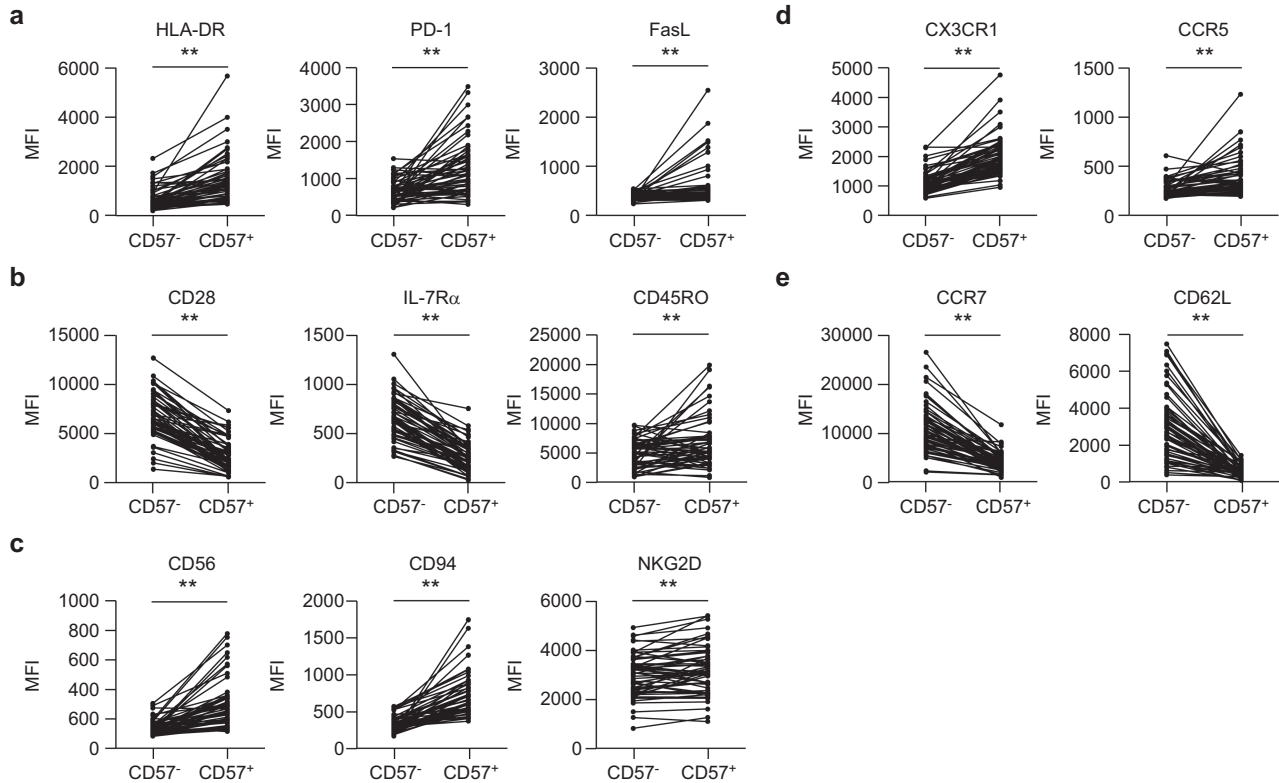 a
HLA-DR
**
MFI
6000
4000
2000
0
CD57- CD57+
PD-1
**
MFI
4000
3000
2000
1000
0
CD57- CD57+
FasL
**
MFI
3000
2000
1000
0
CD57- CD57+
d
CX3CR1
**
MFI
5000
4000
3000
2000
1000
0
CD57- CD57+
CCR5
**
MFI
1500
1000
500
0
CD57- CD57+
b
CD28
**
MFI
15000
10000
5000
0
CD57- CD57+
IL-7Rα
**
MFI
1500
1000
500
0
CD57- CD57+
CD45RO
**
MFI
25000
20000
15000
10000
5000
0
CD57- CD57+
e
CCR7
**
MFI
30000
20000
10000
0
CD57- CD57+
CD62L
**
MFI
8000
6000
4000
2000
0
CD57- CD57+
c
CD56
**
MFI
1000
800
600
400
600
0
CD57- CD57+
CD94
**
MFI
2000
1500
1000
500
0
CD57- CD57+
NKG2D
**
MFI
6000
4000
2000
0
CD57- CD57+